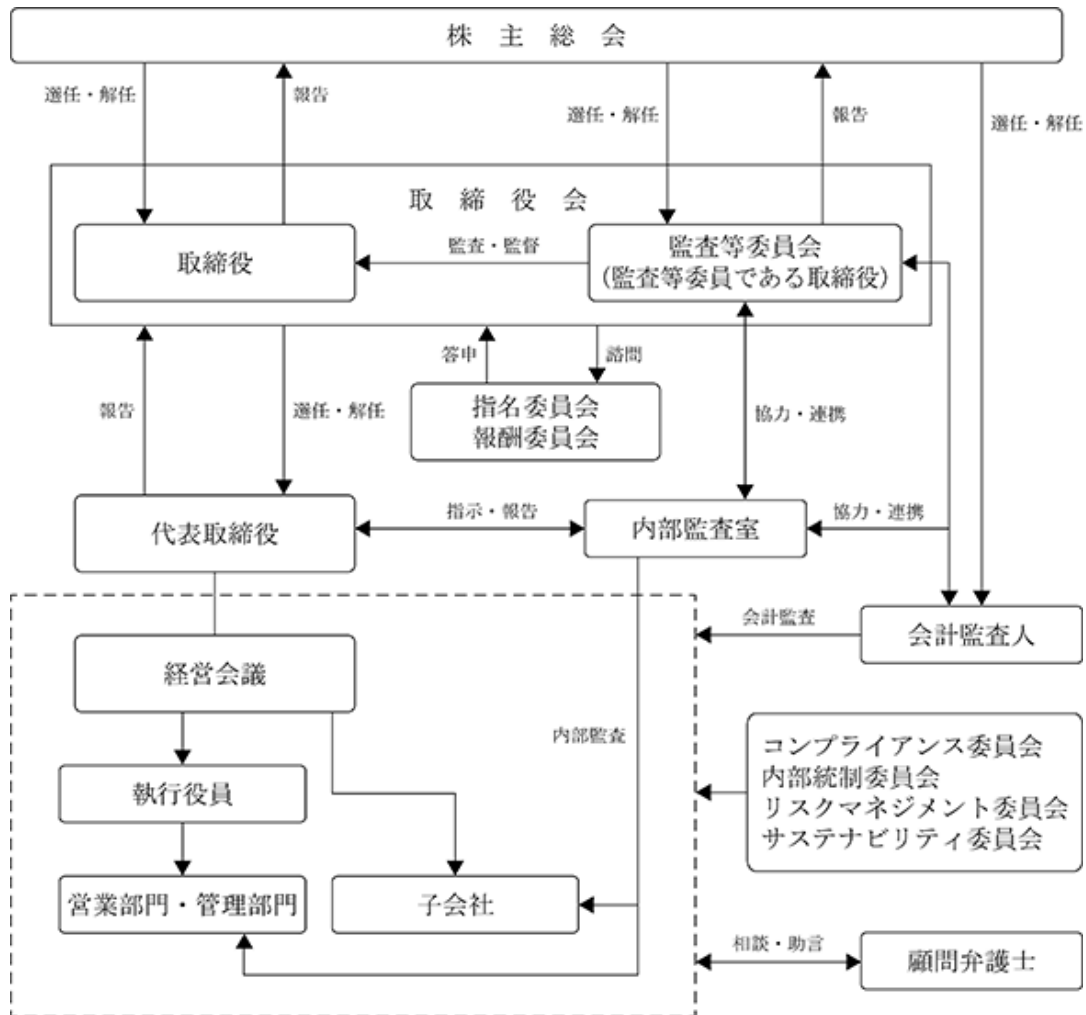 株主総会
選任・解任
報告
選任・解任
報告
選任・解任
取締役会
取締役
監査・監督
監査等委員会
(監査等委員である取締役)
報告
選任・解任
答申
諮問
指名委員会
報酬委員会
協力・連携
代表取締役
指示・報告
内部監査室
協力・連携
経営会議
会計監査
会計監査人
内部監査
執行役員
コンプライアンス委員会
内部統制委員会
リスクマネジメント委員会
サステナビリティ委員会
営業部門・管理部門
子会社
相談・助言
顧問弁護士